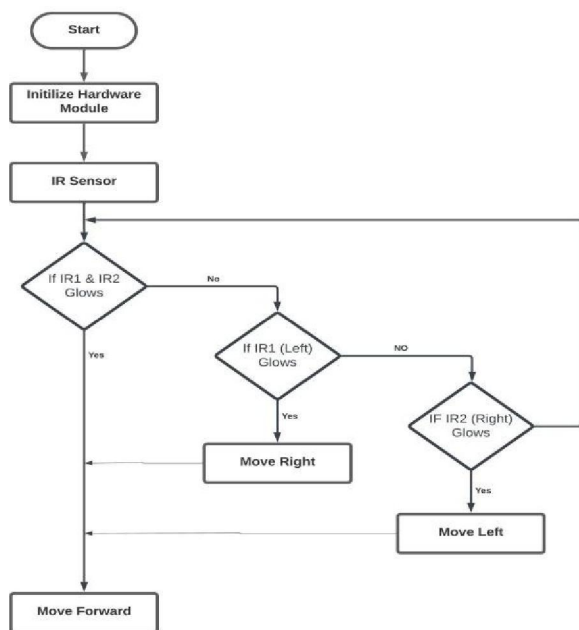 Start
Initilize Hardware
Module
IR Sensor
If IR1 & IR2
Glows
No
Yes
If IR1 (Left)
Glows
NO
Yes
IF IR2 (Right)
Glows
Move Right
Yes
Move Left
Move Forward